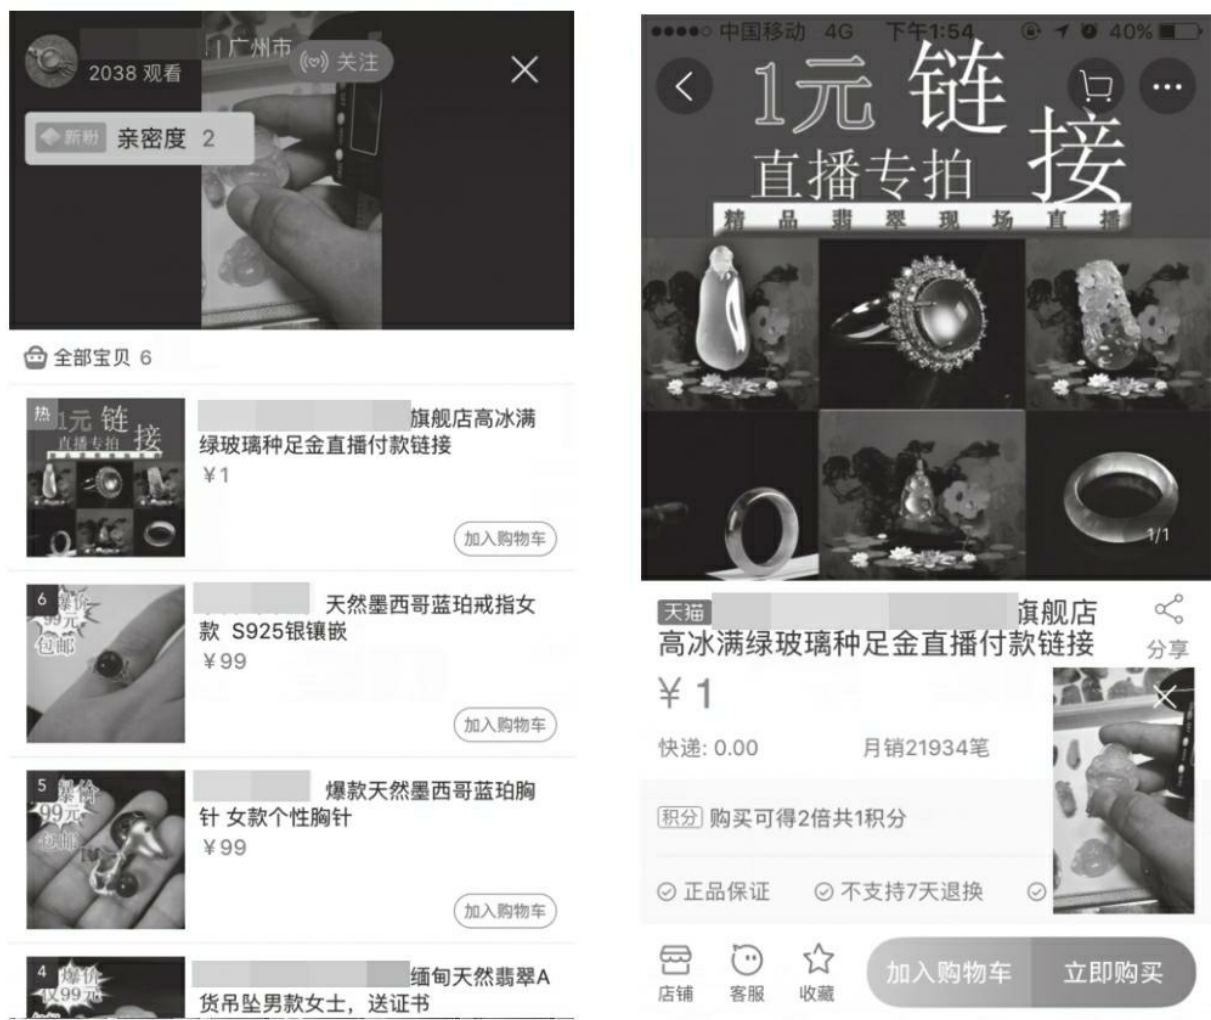 广州市
2038 观看
关注
新粉 亲密度 2
全部宝贝 6
热
1元 链接
直播专拍
旗舰店高冰满
绿玻璃种足金直播付款链接
¥1
加入购物车
6
爆价
99元
包邮
天然墨西哥蓝珀戒指女
款 S925银镶嵌
¥99
加入购物车
5
99元
包邮
爆款天然墨西哥蓝珀胸
针 女款个性胸针
¥99
加入购物车
4
爆价
仅99元
缅甸天然翡翠A
货吊坠男款女士，送证书
中国移动 4G 下午1:54 40%
1元 链接
直播专拍
精品翡翠现场直播
1/1
天猫 旗舰店
高冰满绿玻璃种足金直播付款链接
分享
¥ 1
快递: 0.00 月销21934笔
积分 购买可得2倍共1积分
正品保证 不支持7天退换
店铺 客服 收藏 加入购物车 立即购买